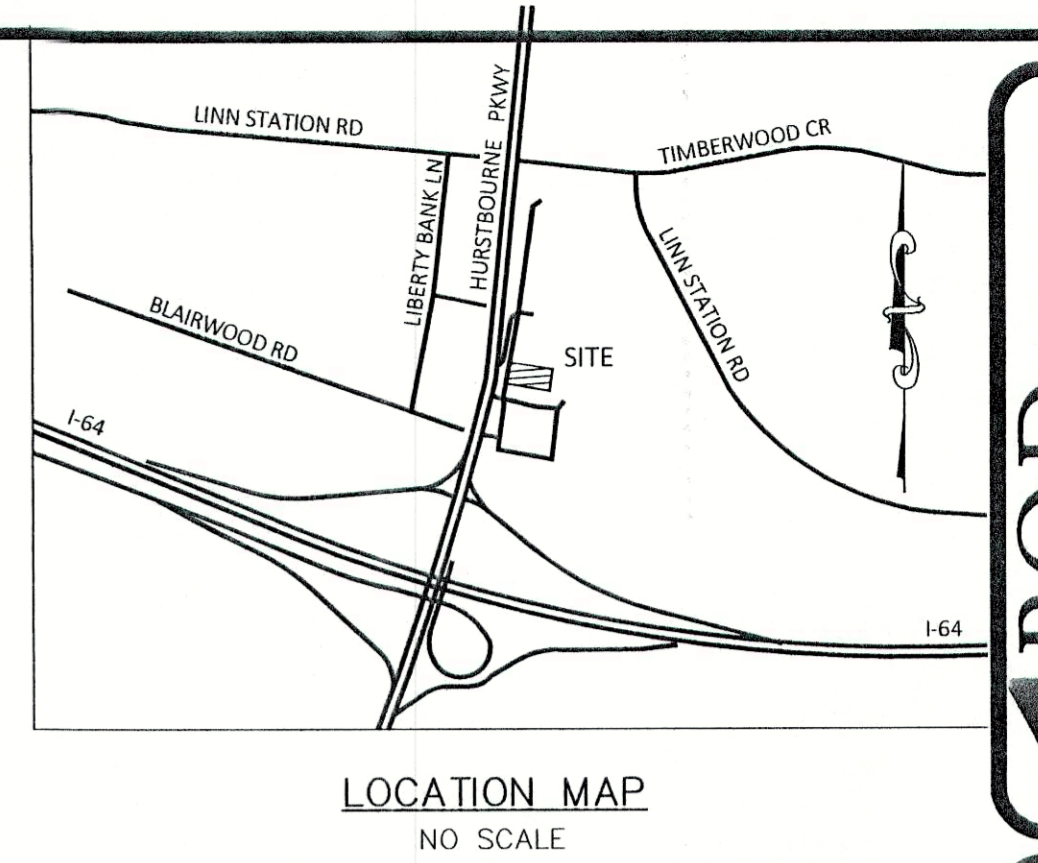 LINN STATION RD
TIMBERWOOD CR
HURSTBOURNE PKWY
LIBERTY BANK LN
LINN STATION RD
BLAIRWOOD RD
SITE
I-64
I-64
LOCATION MAP
NO SCALE